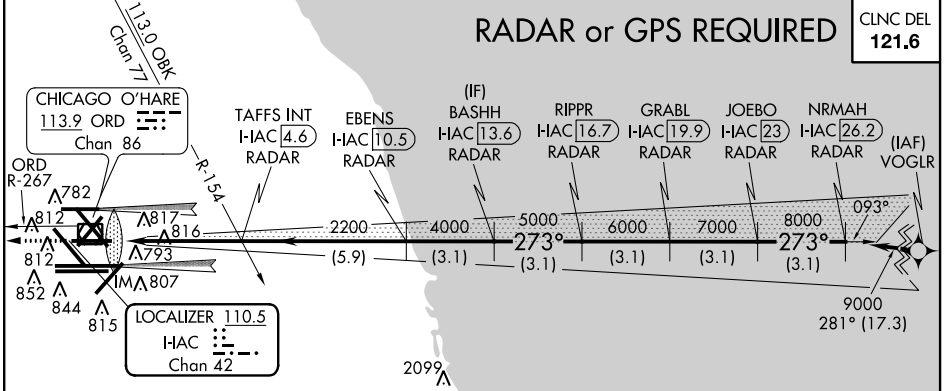 RADAR or GPS REQUIRED
CLNC DEL
121.6
113.0 OBK
Chan 77
CHICAGO O'HARE
113.9 ORD
Chan 86
R-154
ORD
R-267
TAFFS INT
I-IAC 4.6
RADAR
EBENS
I-IAC 10.5
RADAR
(IF)
BASHH
I-IAC 13.6
RADAR
RIPPR
I-IAC 16.7
RADAR
GRABL
I-IAC 19.9
RADAR
JOEBO
I-IAC 23
RADAR
NRMAH
I-IAC 26.2
RADAR
(IAF)
VOGLR
782
812
817
816
793
812
IM
807
852
844
815
2200
4000
5000
6000
7000
8000
093°
273°
273°
(5.9)
(3.1)
(3.1)
(3.1)
(3.1)
(3.1)
9000
281° (17.3)
LOCALIZER 110.5
I-IAC
Chan 42
2099